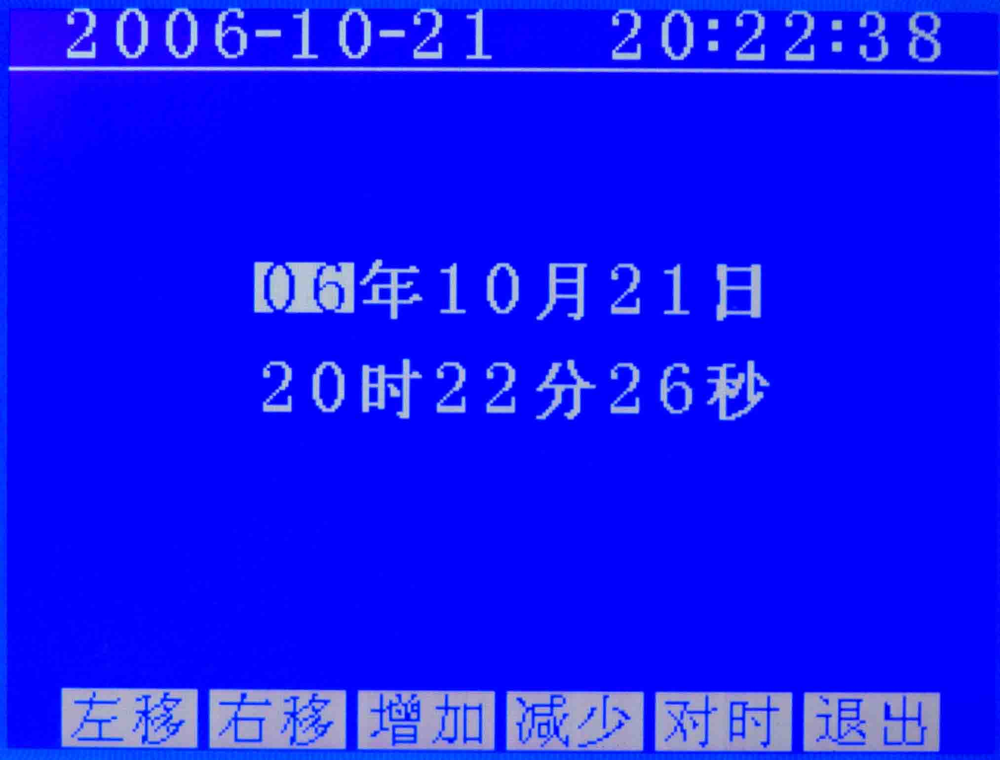 2006-10-21 20:22:38
06年10月21日
20时22分26秒
左移 右移 增加 减少 对时 退出